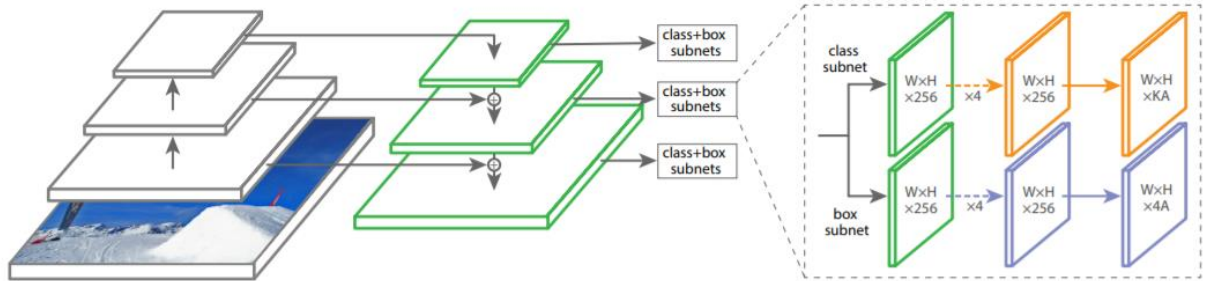 class+box
subnets
class+box
subnets
class+box
subnets
class
subnet
W×H
×256
×4
W×H
×256
W×H
×KA
box
subnet
W×H
×256
×4
W×H
×256
W×H
×4A